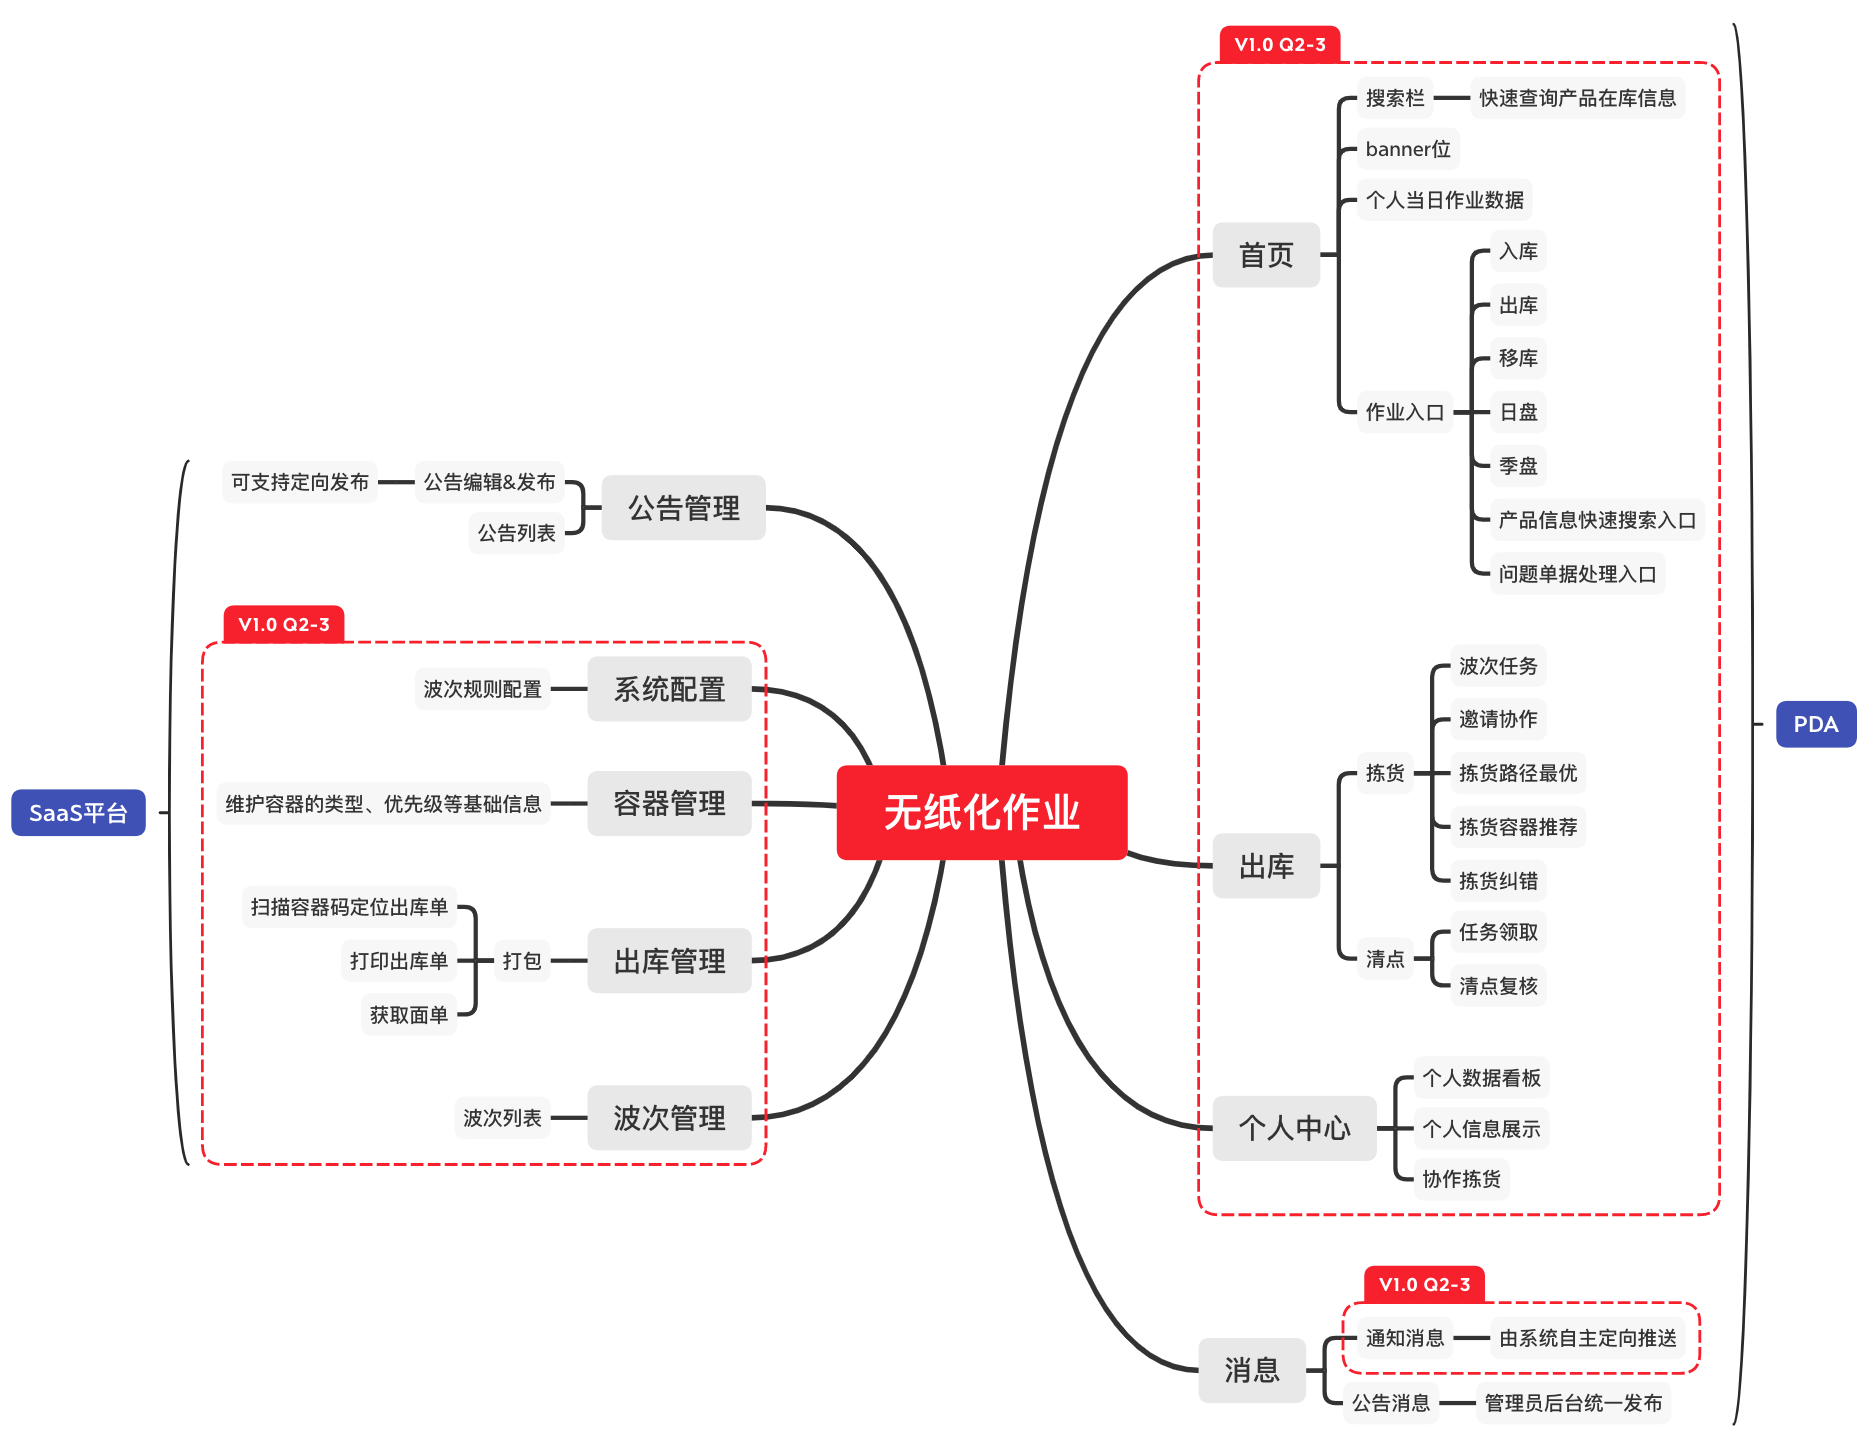 无纸化作业
SaaS平台
公告管理
公告编辑&发布
可支持定向发布
公告列表
V1.0 Q2-3
系统配置
波次规则配置
容器管理
维护容器的类型、优先级等基础信息
出库管理
打包
扫描容器码定位出库单
打印出库单
获取面单
波次管理
波次列表
PDA
V1.0 Q2-3
首页
搜索栏
快速查询产品在库信息
banner位
个人当日作业数据
作业入口
入库
出库
移库
日盘
季盘
产品信息快速搜索入口
问题单据处理入口
出库
拣货
波次任务
邀请协作
拣货路径最优
拣货容器推荐
拣货纠错
清点
任务领取
清点复核
个人中心
个人数据看板
个人信息展示
协作拣货
消息
V1.0 Q2-3
通知消息
由系统自主定向推送
公告消息
管理员后台统一发布